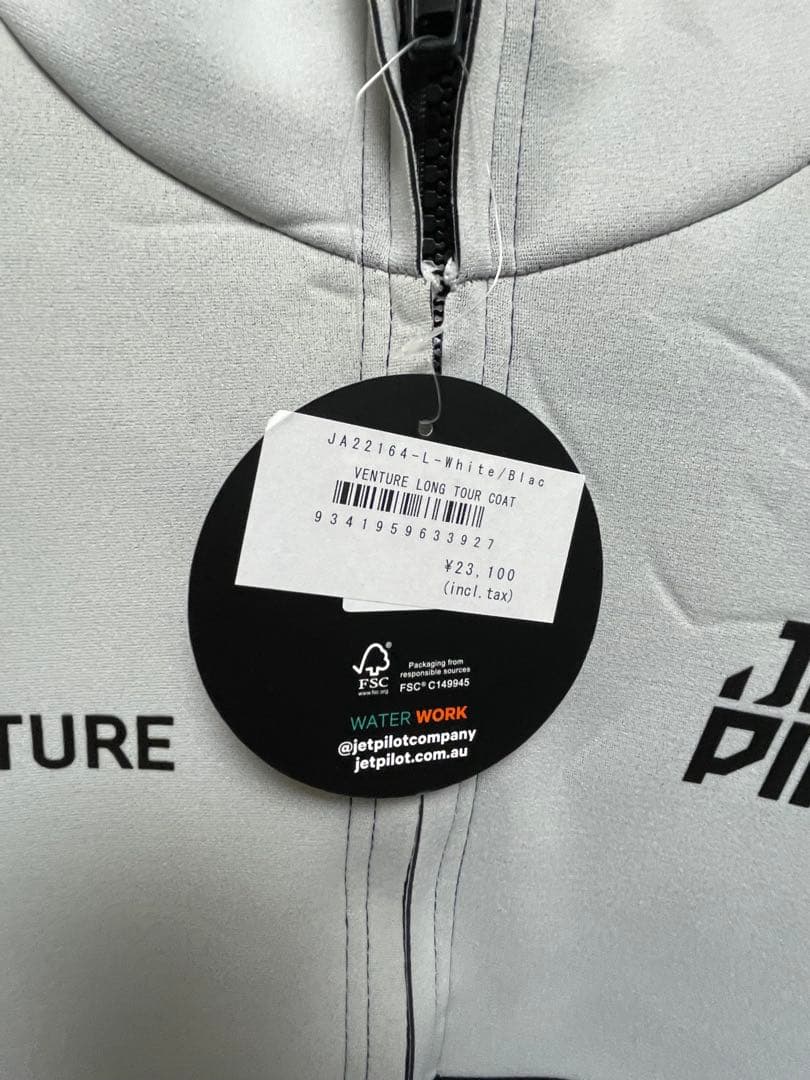 JA22164-L-White/Blac
VENTURE LONG TOUR COAT
9341959633927
¥23,100
(incl.tax)
FSC®
www.fsc.org
Packaging from
responsible sources
FSC® C149945
WATER WORK
@jetpilotcompany
jetpilot.com.au
TURE
J
PIL